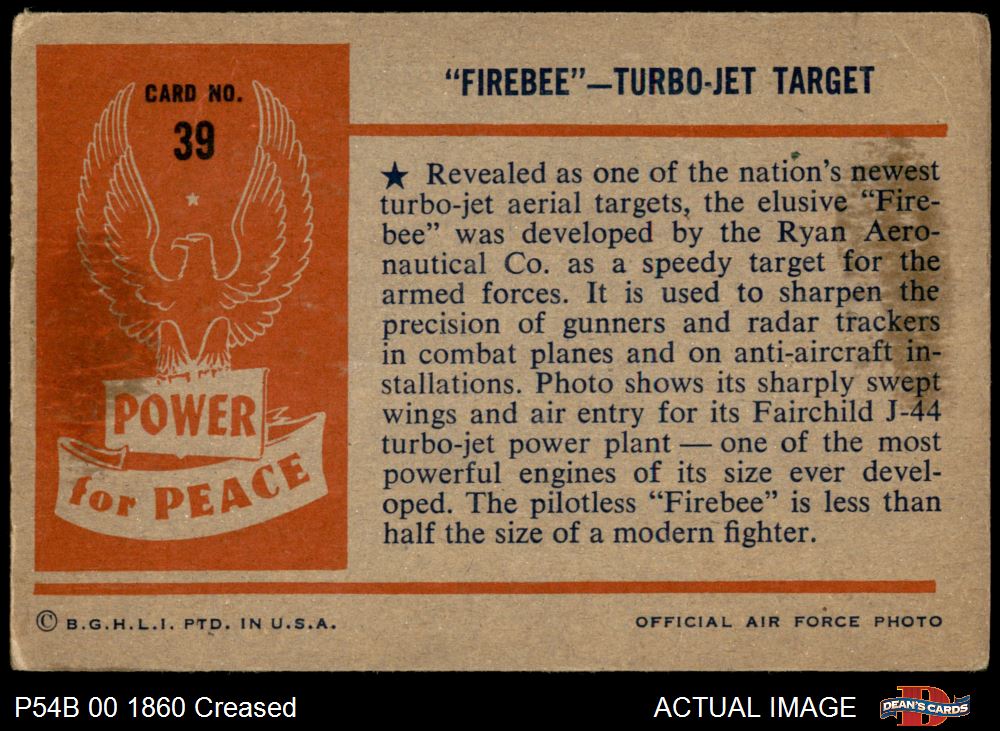 CARD NO.
39
POWER
for PEACE
"FIREBEE"—TURBO-JET TARGET
★ Revealed as one of the nation's newest
turbo-jet aerial targets, the elusive "Fire-
bee" was developed by the Ryan Aero-
nautical Co. as a speedy target for the
armed forces. It is used to sharpen the
precision of gunners and radar trackers
in combat planes and on anti-aircraft in-
stallations. Photo shows its sharply swept
wings and air entry for its Fairchild J-44
turbo-jet power plant — one of the most
powerful engines of its size ever devel-
oped. The pilotless "Firebee" is less than
half the size of a modern fighter.
© B.G.H.L.I. PTD. IN U.S.A.
OFFICIAL AIR FORCE PHOTO
P54B 00 1860 Creased
ACTUAL IMAGE
D
DEAN'S CARDS